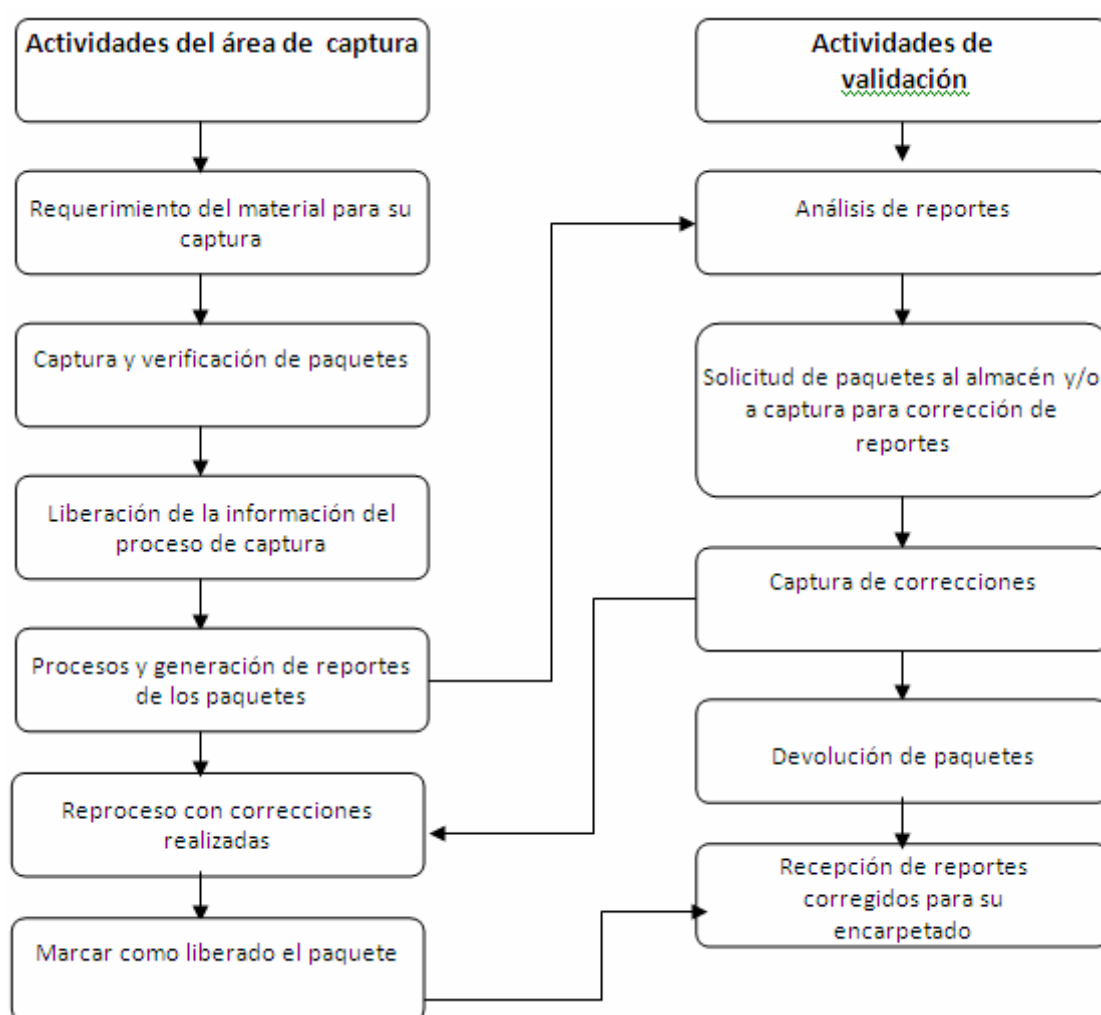 Actividades del área de captura
Requerimiento del material para su
captura
Captura y verificación de paquetes
Liberación de la información del
proceso de captura
Procesos y generación de reportes
de los paquetes
Reproceso con correcciones
realizadas
Marcar como liberado el paquete
Actividades de
validación
Análisis de reportes
Solicitud de paquetes al almacén y/o
a captura para corrección de
reportes
Captura de correcciones
Devolución de paquetes
Recepción de reportes
corregidos para su
encarpetado